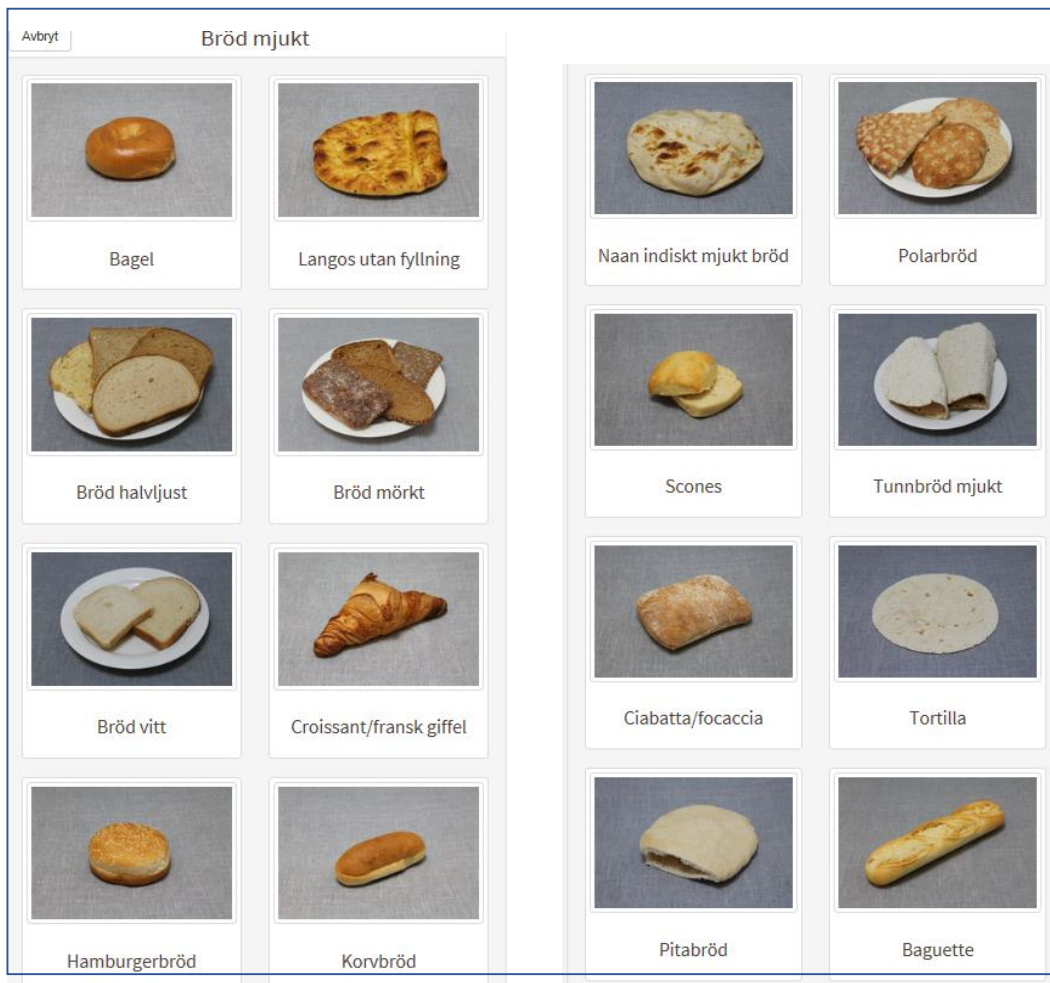 Avbryt
Bröd mjukt
Bagel
Langos utan fyllning
Bröd halvljust
Bröd mörkt
Bröd vitt
Croissant/fransk giffel
Hamburgerbröd
Korvbröd
Naan indiskt mjukt bröd
Polarbröd
Scones
Tunnbröd mjukt
Ciabatta/focaccia
Tortilla
Pitabröd
Baguette